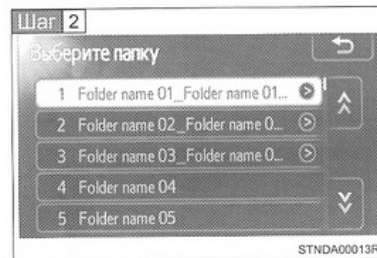 Шаг 2
Выберите папку
1 Folder name 01_Folder name 01...
2 Folder name 02_Folder name 0...
3 Folder name 03_Folder name 0...
4 Folder name 04
5 Folder name 05
STNDA00013R